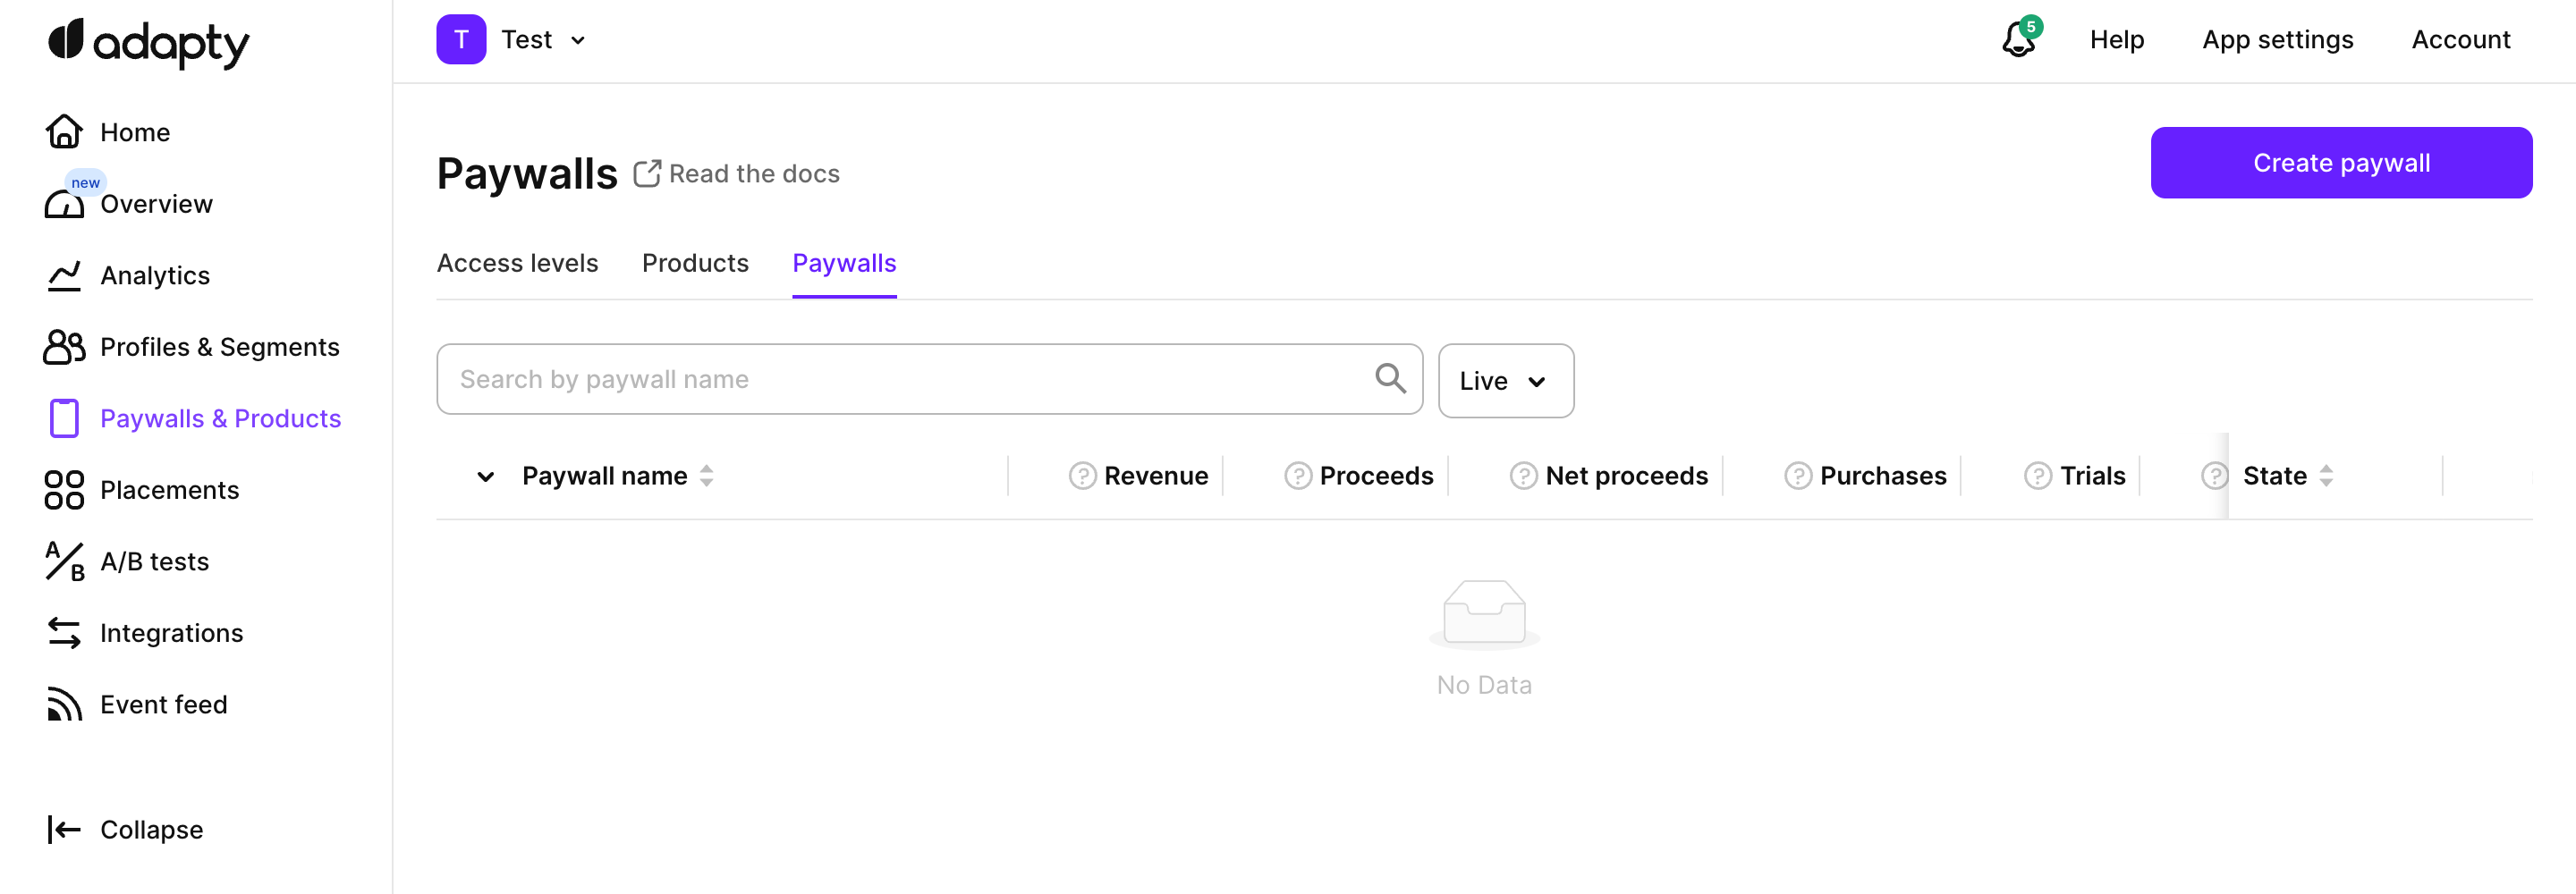 adapty
Home
new
Overview
Analytics
Profiles & Segments
Paywalls & Products
Placements
A/B tests
Integrations
Event feed
Collapse
T Test
5
Help App settings Account
Paywalls Read the docs
Create paywall
Access levels Products Paywalls
Search by paywall name
Live
Paywall name ? Revenue ? Proceeds ? Net proceeds ? Purchases ? Trials ? State
No Data